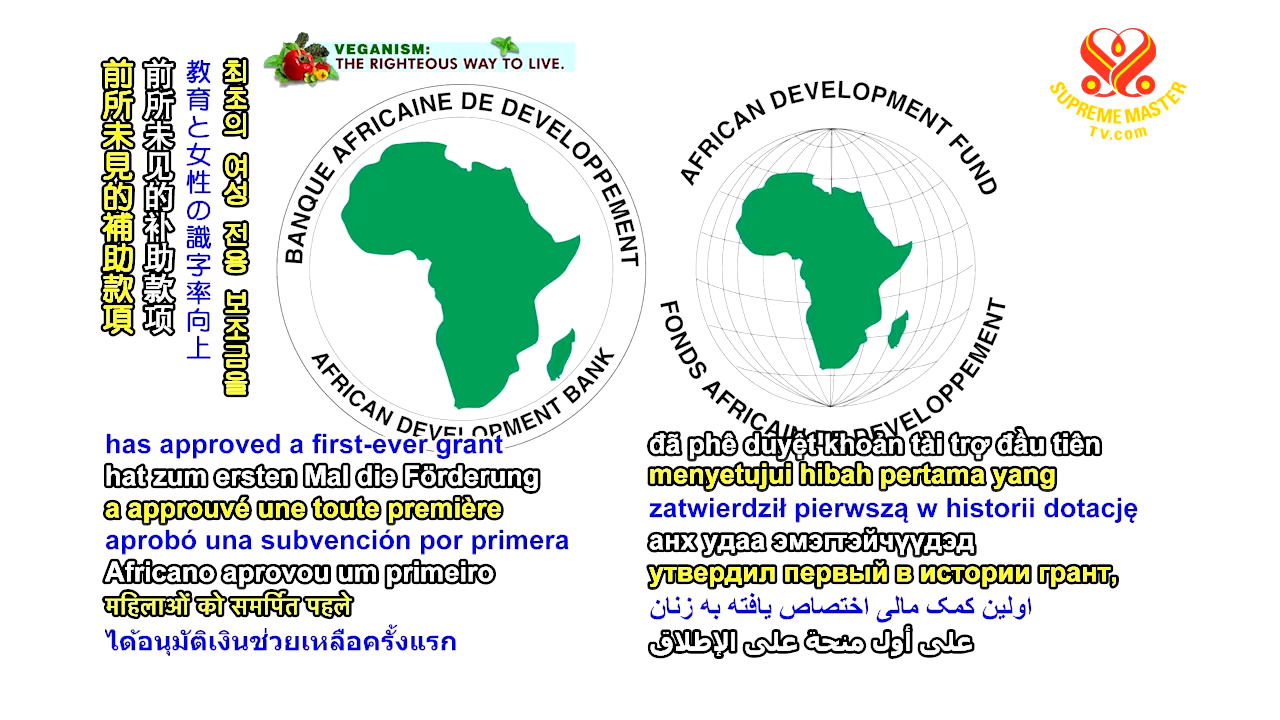 VEGANISM:
THE RIGHTEOUS WAY TO LIVE.
SUPREME MASTER
TV.com
前所未見的補助款項
前所未见的补助款项
教育と女性の識字率向上
최초의 여성 전용 보조금을
BANQUE AFRICAINE DE DEVELOPPEMENT
AFRICAN DEVELOPMENT BANK
AFRICAN DEVELOPMENT FUND
FONDS AFRICAIN DE DEVELOPPEMENT
has approved a first-ever grant
hat zum ersten Mal die Förderung
a approuvé une toute première
aprobó una subvención por primera
Africano aprovou um primeiro
महिलाओं को समर्पित पहले
ได้อนุมัติเงินช่วยเหลือครั้งแรก
đã phê duyệt khoản tài trợ đầu tiên
menyetujui hibah pertama yang
zatwierdził pierwszą w historii dotację
анх удаа эмэгтэйчүүдэд
утвердил первый в истории грант,
اولین کمک مالی اختصاص یافته به زنان
على أول منحة على الإطلاق